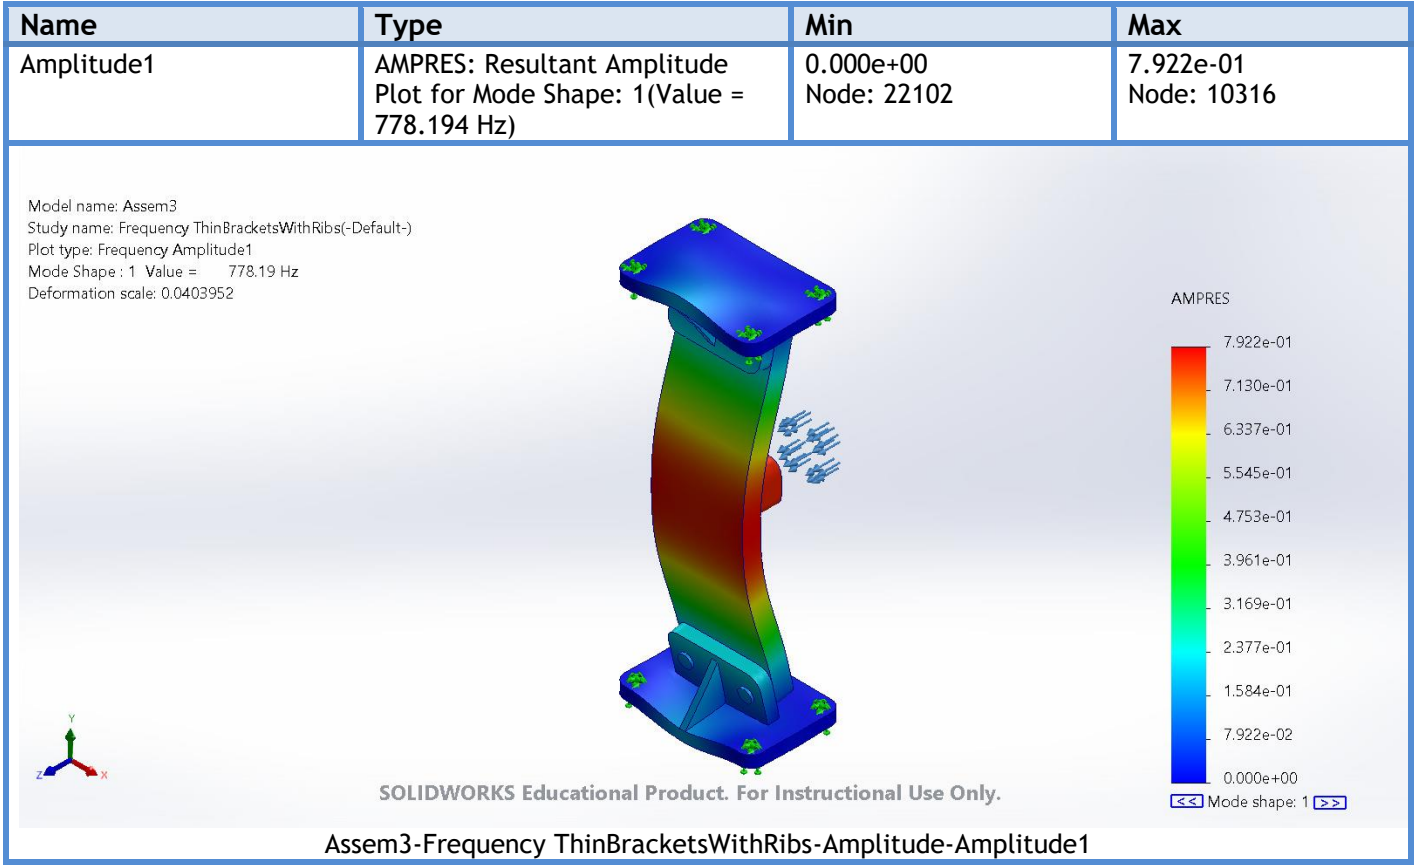 Name Type Min Max
Amplitude1 AMPRES: Resultant Amplitude 0.000e+00 7.922e-01
Plot for Mode Shape: 1(Value = Node: 22102 Node: 10316
778.194 Hz)
Model name: Assem3
Study name: Frequency ThinBracketsWithRibs(-Default-)
Plot type: Frequency Amplitude1
Mode Shape : 1 Value = 778.19 Hz
Deformation scale: 0.0403952
AMPRES
7.922e-01
7.130e-01
6.337e-01
5.545e-01
4.753e-01
3.961e-01
3.169e-01
2.377e-01
1.584e-01
7.922e-02
0.000e+00
<< Mode shape: 1 >>
Y
Z X
SOLIDWORKS Educational Product. For Instructional Use Only.
Assem3-Frequency ThinBracketsWithRibs-Amplitude-Amplitude1